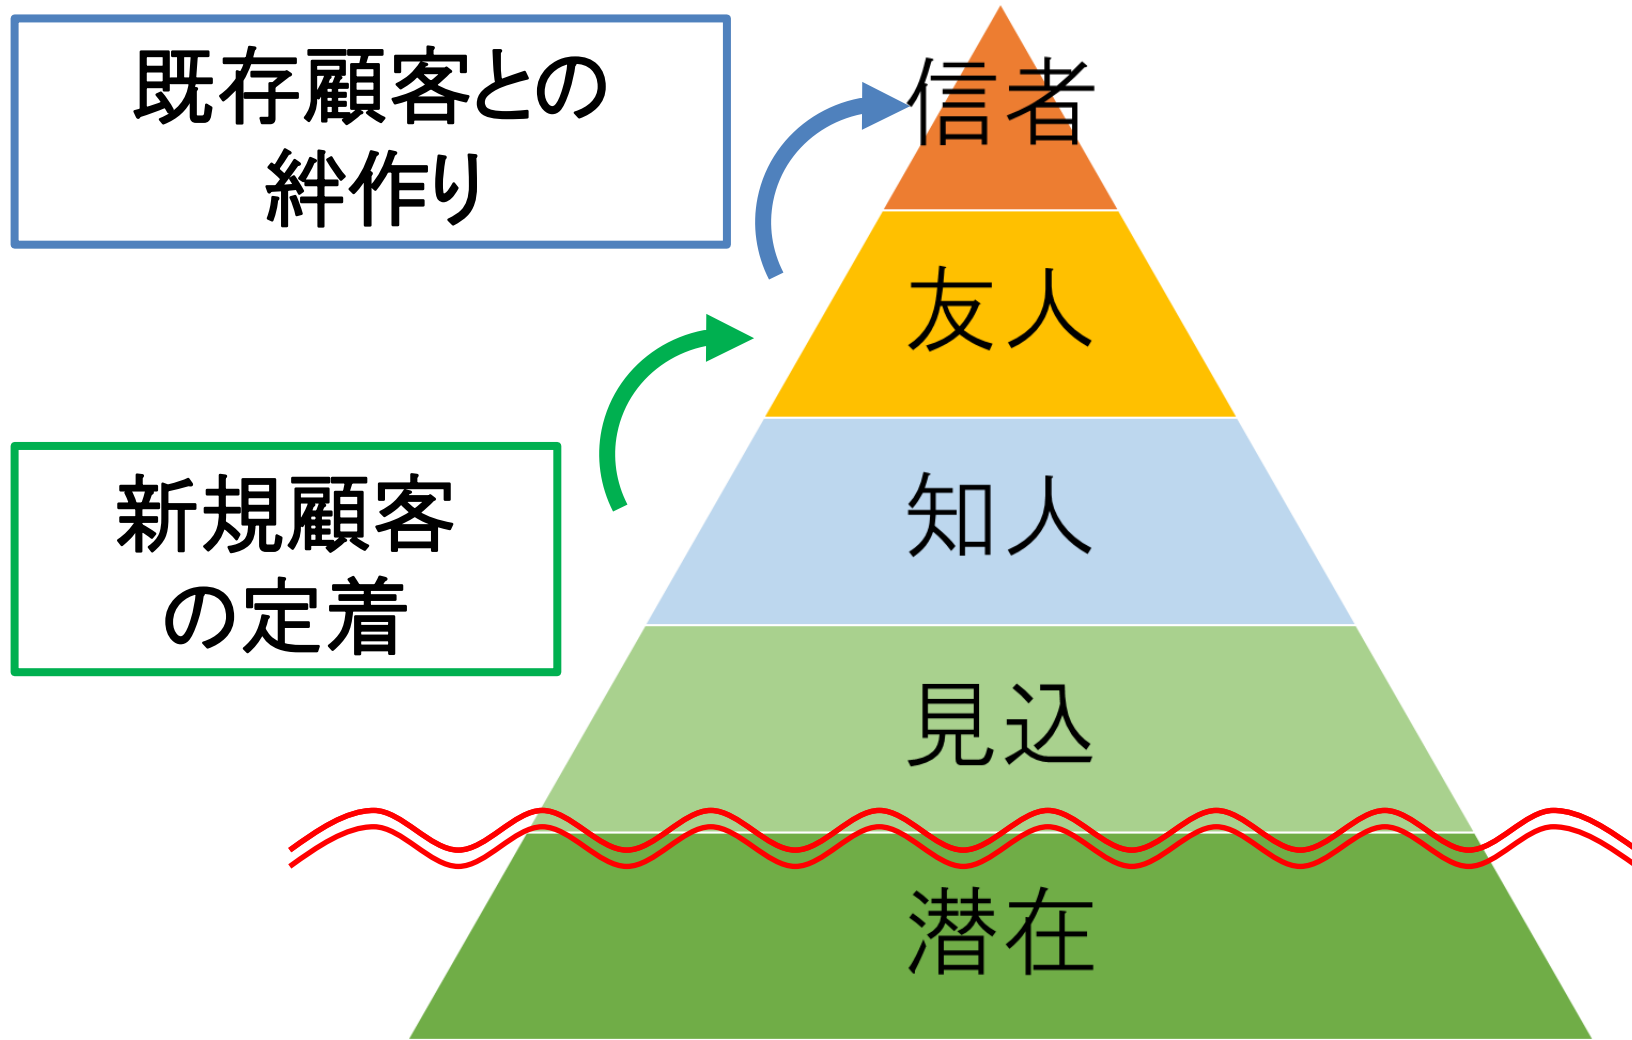 既存顧客との
絆作り
新規顧客
の定着
信者
友人
知人
見込
潜在